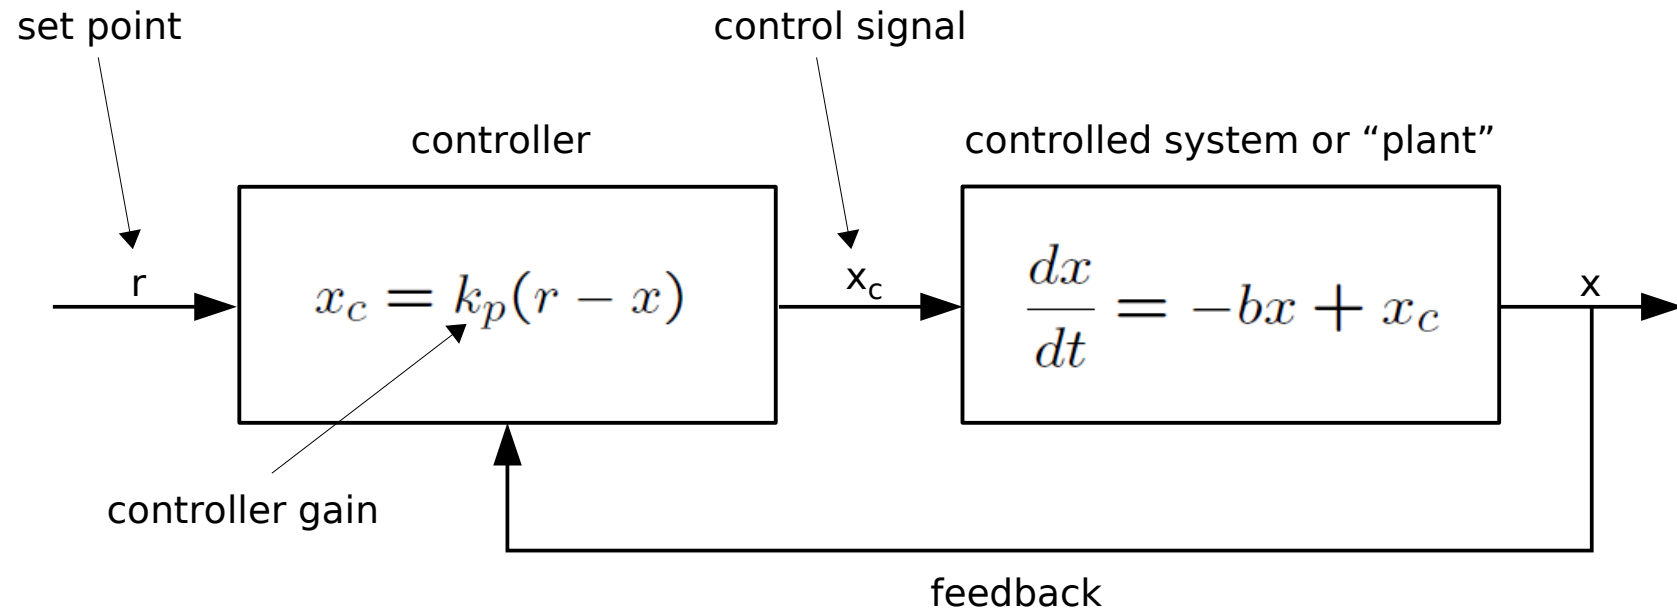 set point
control signal
controller
controlled system or “plant”
r
x_c = k_p(r − x)
x_c
dx/dt = −bx + x_c
x
controller gain
feedback